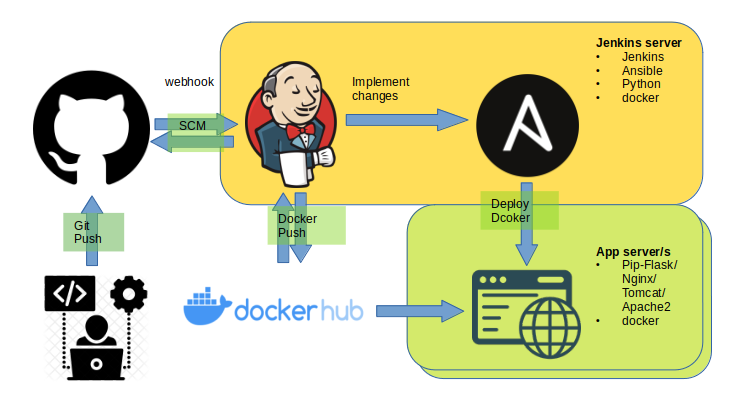 Jenkins server
• Jenkins
• Ansible
• Python
• docker
webhook
Implement
changes
SCM
Git
Push
Docker
Push
Deploy
Dcoker
App server/s
• Pip-Flask/
Nginx/
Tomcat/
Apache2
• docker
</>
docker hub